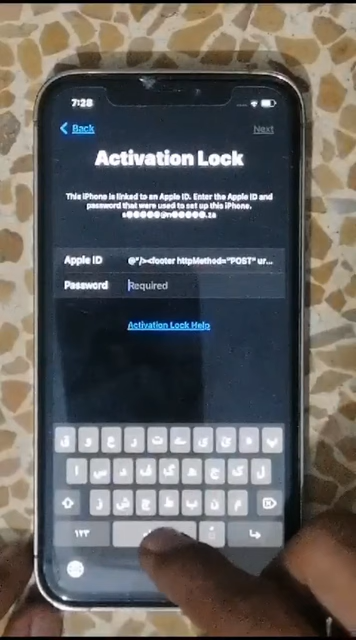 7:28
Back
Next
Activation Lock
This iPhone is linked to an Apple ID. Enter the Apple ID and
password that were used to set up this iPhone.
s●●●●●@n●●●●●.za
Apple ID @"/><footer httpMethod="POST" ur...
Password Required
Activation Lock Help
۱۲۳